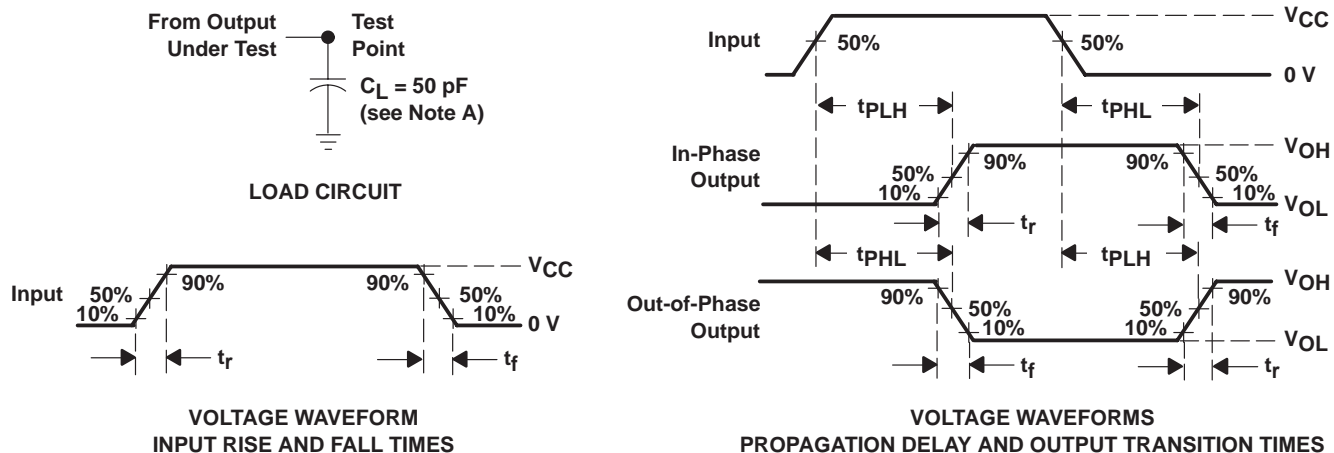 From Output
Under Test
Test
Point
CL = 50 pF
(see Note A)
LOAD CIRCUIT
Input
50%
10%
90%
90%
50%
10%
VCC
0 V
tr
tf
VOLTAGE WAVEFORM
INPUT RISE AND FALL TIMES
Input
50%
50%
VCC
0 V
tPLH
tPHL
In-Phase
Output
50%
10%
90%
90%
50%
10%
VOH
VOL
tr
tf
tPHL
tPLH
Out-of-Phase
Output
90%
50%
10%
50%
10%
90%
VOH
VOL
tf
tr
VOLTAGE WAVEFORMS
PROPAGATION DELAY AND OUTPUT TRANSITION TIMES